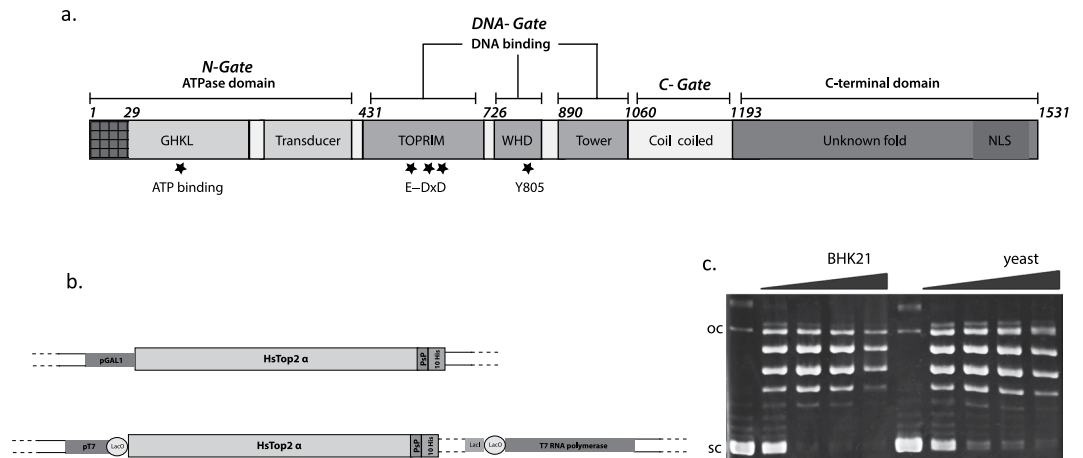 a.
DNA- Gate
DNA binding
N-Gate
ATPase domain
C- Gate
C-terminal domain
1 29 431 726 890 1060 1193 1531
GHKL Transducer TOPRIM WHD Tower Coil coiled Unknown fold NLS
ATP binding E–DxD Y805
b.
pGAL1 HsTop2 α PsP 10 His
pT7 LacO HsTop2 α PsP 10 His LacI LacO T7 RNA polymerase
c.
BHK21 yeast
OC
SC